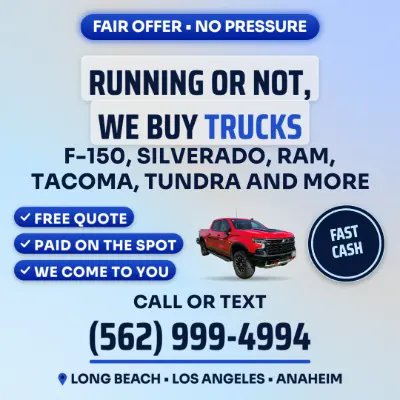 FAIR OFFER • NO PRESSURE
RUNNING OR NOT,
WE BUY TRUCKS
F-150, SILVERADO, RAM,
TACOMA, TUNDRA AND MORE
FREE QUOTE
PAID ON THE SPOT
WE COME TO YOU
FAST
CASH
CALL OR TEXT
(562) 999-4994
LONG BEACH • LOS ANGELES • ANAHEIM